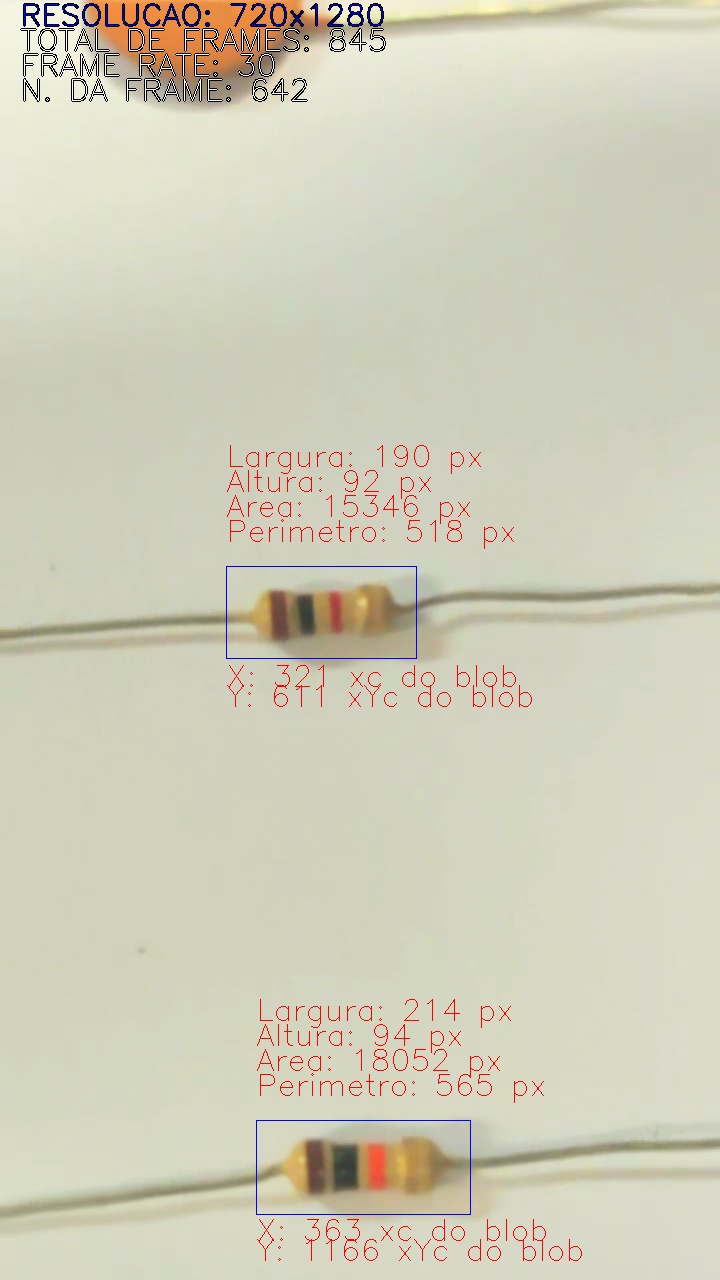 RESOLUCAO: 720x1280
TOTAL DE FRAMES: 845
FRAME RATE: 30
N. DA FRAME: 642
Largura: 190 px
Altura: 92 px
Area: 15346 px
Perimetro: 518 px
X: 321 xc do blob
Y: 611 xYc do blob
Largura: 214 px
Altura: 94 px
Area: 18052 px
Perimetro: 565 px
X: 363 xc do blob
Y: 1166 xYc do blob